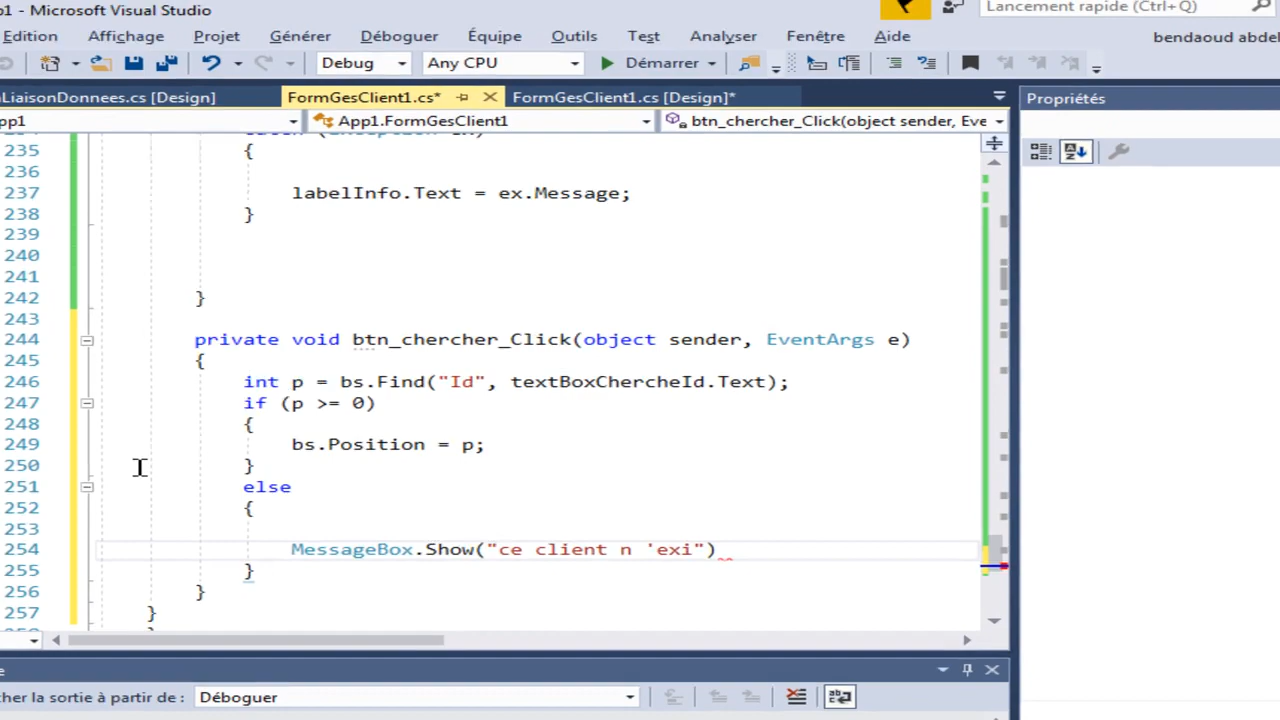 p1 - Microsoft Visual Studio
Lancement rapide (Ctrl+Q)
Edition Affichage Projet Générer Déboguer Équipe Outils Test Analyser Fenêtre Aide
bendaoud abdel
Debug Any CPU Démarrer
LiaisonDonnees.cs [Design] FormGesClient1.cs* FormGesClient1.cs [Design]*
Propriétés
pp1 App1.FormGesClient1 btn_chercher_Click(object sender, Eve
235 {
236
237 labelInfo.Text = ex.Message;
238 }
239
240
241
242 }
243
244 private void btn_chercher_Click(object sender, EventArgs e)
245 {
246 int p = bs.Find("Id", textBoxChercheId.Text);
247 if (p >= 0)
248 {
249 bs.Position = p;
250 }
251 else
252 {
253
254 MessageBox.Show("ce client n 'exi")
255 }
256 }
257 }
cher la sortie à partir de : Déboguer